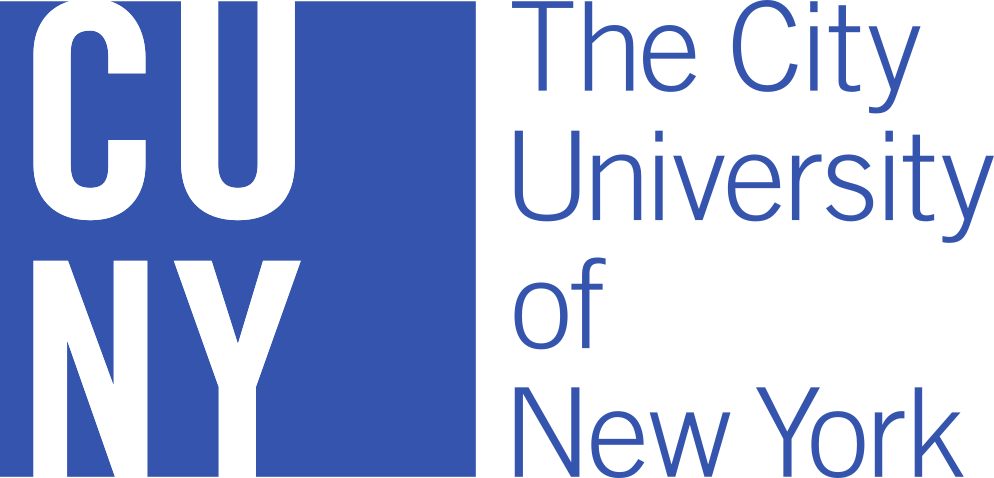 CU
NY
The City
University
of
New York